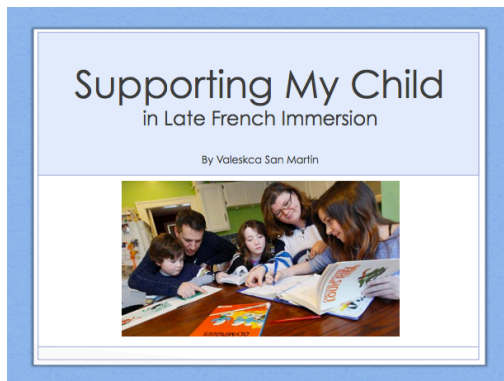 Supporting My Child
in Late French Immersion
By Valeskca San Martin